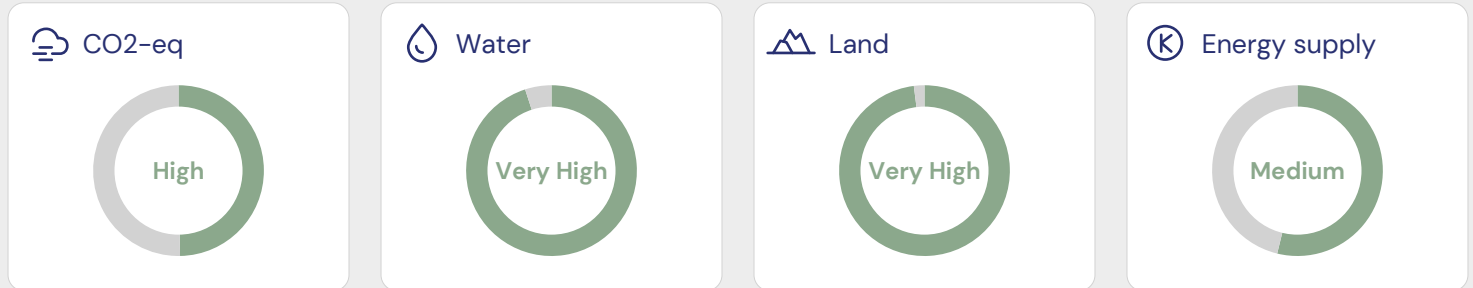 CO2-eq
High
Water
Very High
Land
Very High
Energy supply
Medium